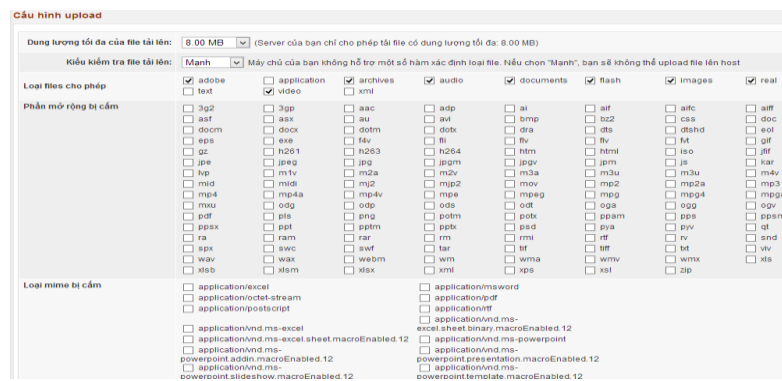 Cấu hình upload
Dung lượng tối đa của file tải lên: 8.00 MB (Server của bạn chỉ cho phép tải file có dung lượng tối đa: 8.00 MB)
Kiểu kiểm tra file tải lên: Mạnh Máy chủ của bạn không hỗ trợ một số hàm xác định loại file. Nếu chọn "Mạnh", bạn sẽ không thể upload file lên host
Loại files cho phép adobe application archives audio documents flash images real
text video xml
Phần mở rộng bị cấm 3g2 3gp aac adp ai aif aifc aiff
asf asx au avi bmp bz2 css doc
docm docx dotm dotx dra dts dtshd eol
eps exe f4v fli flv flv fvt gif
gz h261 h263 h264 htm html iso jfif
jpe jpeg jpg jpgm jpgv jpm js kar
lvp m1v m2a m2v m3a m3u m3u m4v
mid midi mj2 mjp2 mov mp2 mp2a mp3
mp4 mp4a mp4v mpe mpeg mpg mpg4 mpga
mxu odg odp ods odt oga ogg ogv
pdf pls png potm potx ppam pps ppsm
ppsx ppt pptm pptx psd pya pyv qt
ra ram rar rm rmi rtf rv snd
spx swc swf tar tif tiff txt viv
wav wax webm wm wma wmv wmx xls
xlsb xlsm xlsx xml xps xsl zip
Loại mime bị cấm application/excel application/msword
application/octet-stream application/pdf
application/postscript application/rtf
application/vnd.ms-
application/vnd.ms-excel excel.sheet.binary.macroEnabled.12
application/vnd.ms-excel.sheet.macroEnabled.12 application/vnd.ms-powerpoint
application/vnd.ms- application/vnd.ms-
powerpoint.addin.macroEnabled.12 powerpoint.presentation.macroEnabled.12
application/vnd.ms- application/vnd.ms-
powerpoint.slideshow.macroEnabled.12 powerpoint.template.macroEnabled.12